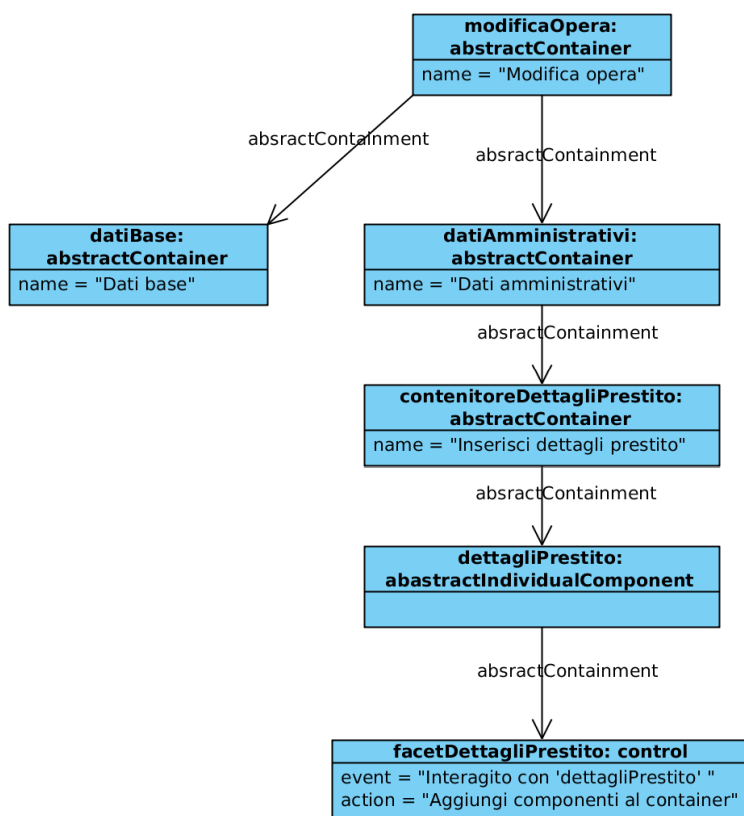 modificaOpera:
abstractContainer
name = "Modifica opera"
absractContainment
absractContainment
datiBase:
abstractContainer
name = "Dati base"
datiAmministrativi:
abstractContainer
name = "Dati amministrativi"
absractContainment
contenitoreDettagliPrestito:
abstractContainer
name = "Inserisci dettagli prestito"
absractContainment
dettagliPrestito:
abastractIndividualComponent
absractContainment
facetDettagliPrestito: control
event = "Interagito con 'dettagliPrestito' "
action = "Aggiungi componenti al container"